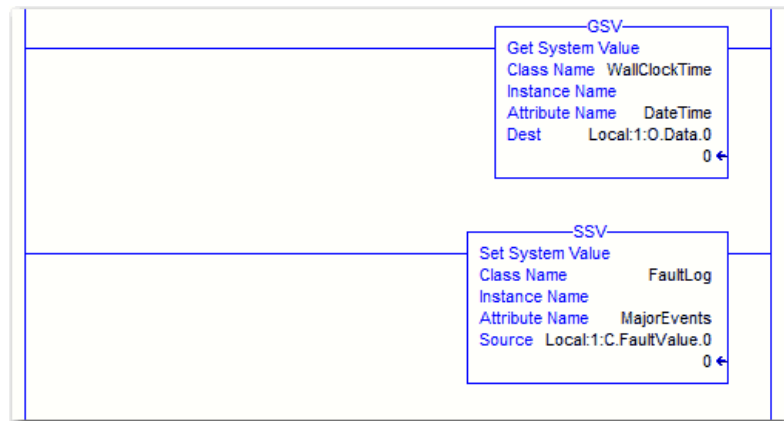 GSV
Get System Value
Class Name WallClockTime
Instance Name
Attribute Name DateTime
Dest Local:1:O.Data.0
0
SSV
Set System Value
Class Name FaultLog
Instance Name
Attribute Name MajorEvents
Source Local:1:C.FaultValue.0
0